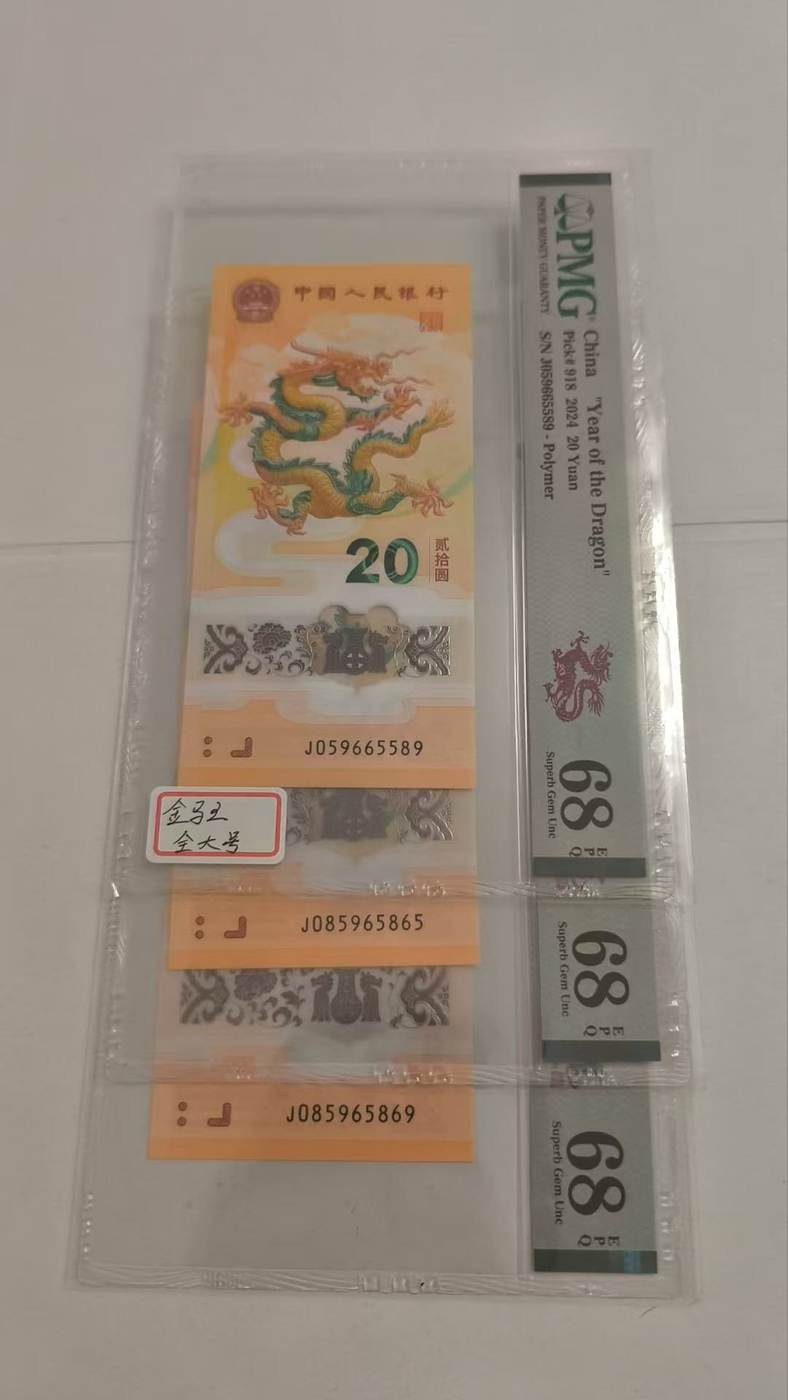 中國人民银行
20
贰拾圆
J059665589
金马王
全大号
J085965865
J085965869
PMG
PAPER MONEY GUARANTY
China "Year of the Dragon"
Pick# 918 2024 20 Yuan
S/N J059665589 - Polymer
68 EPQ
Superb Gem Unc
68 EPQ
Superb Gem Unc
68 EPQ
Superb Gem Unc